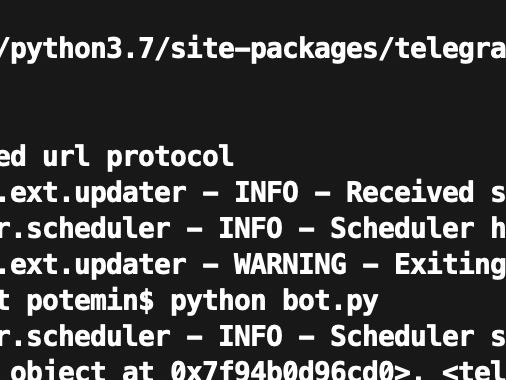 /python3.7/site-packages/telegra
ed url protocol
.ext.updater - INFO - Received s
r.scheduler - INFO - Scheduler h
.ext.updater - WARNING - Exiting
t potemin$ python bot.py
r.scheduler - INFO - Scheduler s
object at 0x7f94b0d96cd0>, <tel